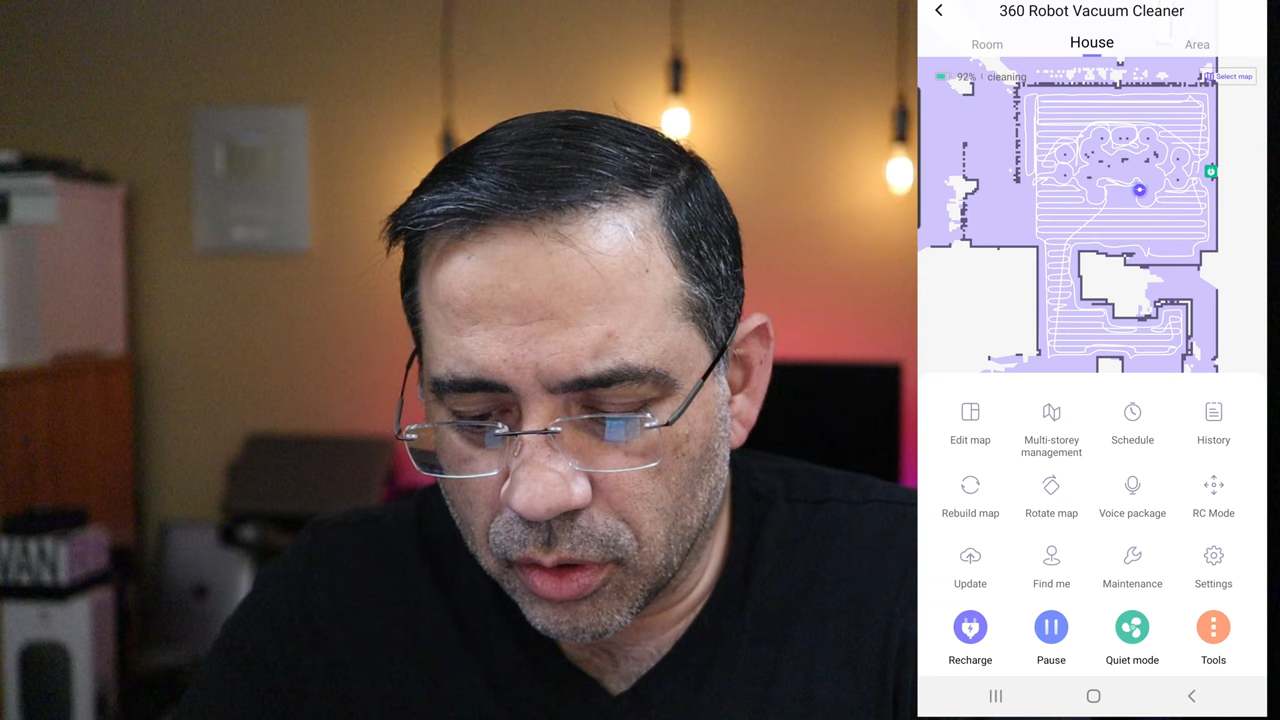 360 Robot Vacuum Cleaner
Room House Area
92% | cleaning Select map
Edit map Multi-storey management Schedule History
Rebuild map Rotate map Voice package RC Mode
Update Find me Maintenance Settings
Recharge Pause Quiet mode Tools